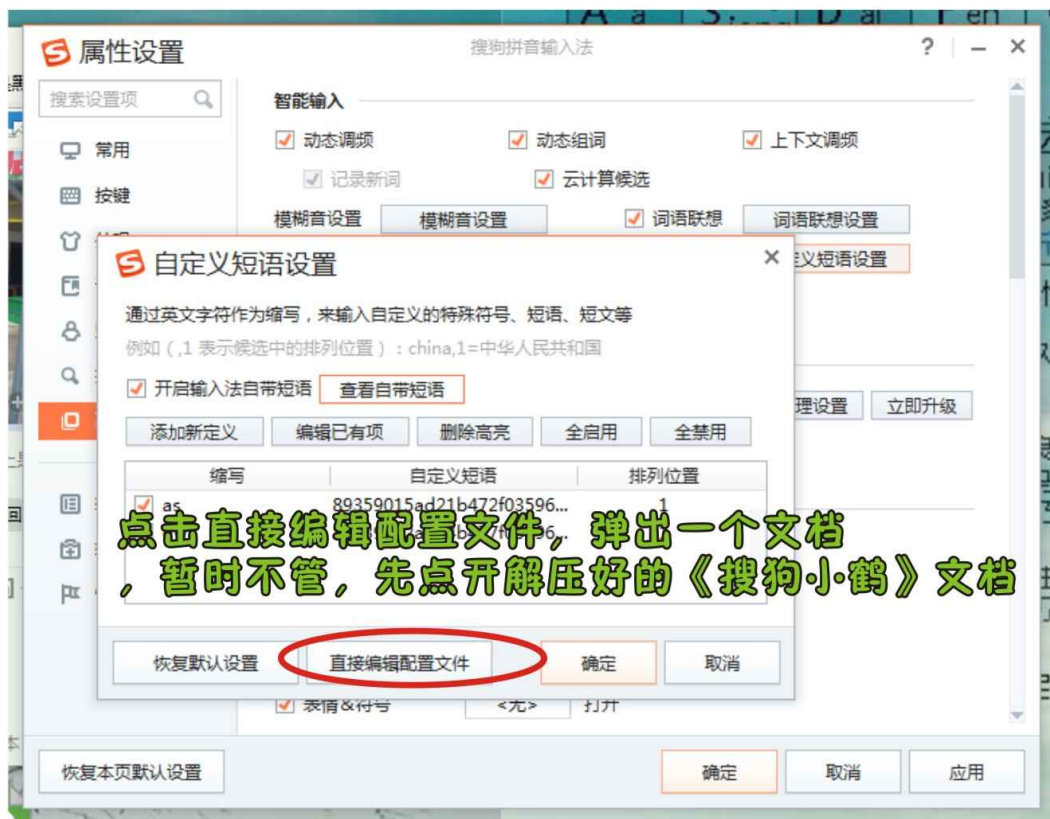 属性设置
搜狗拼音输入法
搜索设置项
智能输入
常用
动态调频 动态组词 上下文调频
记录新词 云计算候选
按键
模糊音设置 模糊音设置 词语联想 词语联想设置
义短语设置
自定义短语设置
通过英文字符作为缩写，来输入自定义的特殊符号、短语、短文等
例如（,1 表示候选中的排列位置）: china,1=中华人民共和国
开启输入法自带短语 查看自带短语
理设置 立即升级
添加新定义 编辑已有项 删除高亮 全启用 全禁用
缩写 自定义短语 排列位置
as 89359015ad21b472f03596... 1
点击直接编辑配置文件，弹出一个文档
，暂时不管，先点开解压好的《搜狗小鹤》文档
恢复默认设置 直接编辑配置文件 确定 取消
表情&符号 <无> 打开
恢复本页默认设置 确定 取消 应用